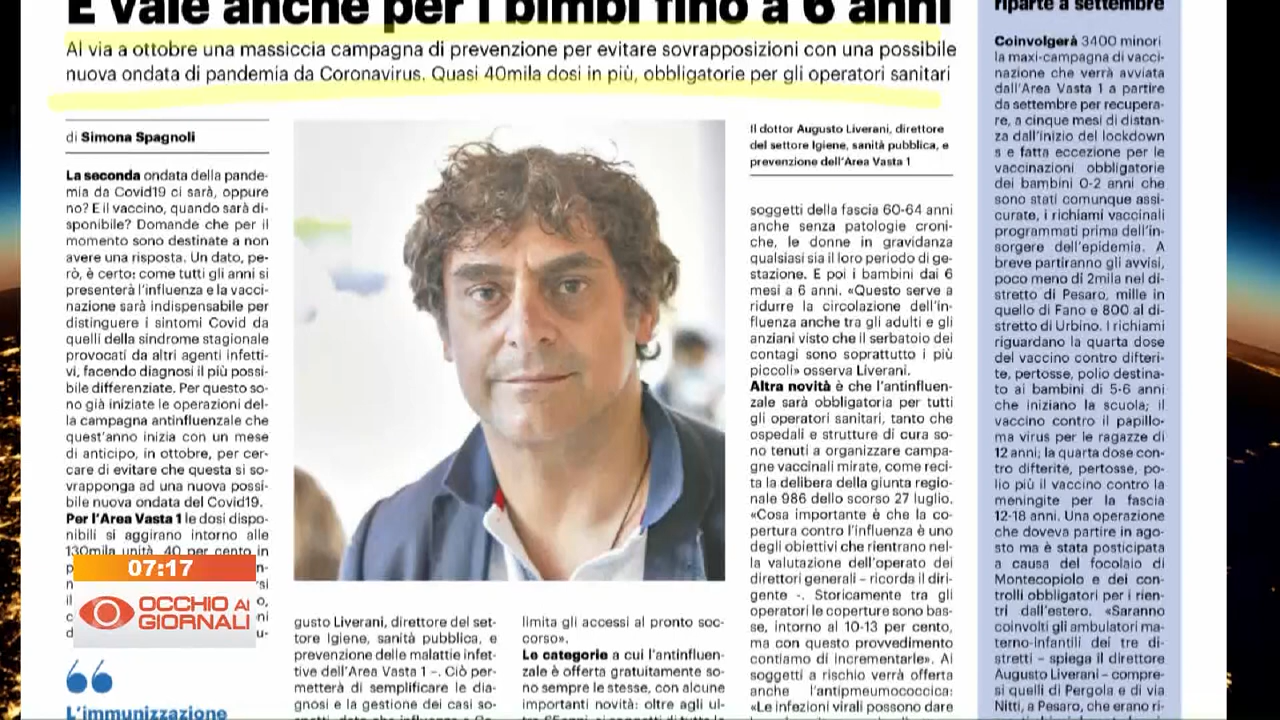 E vale anche per i bimbi fino a 6 anni
Al via a ottobre una massiccia campagna di prevenzione per evitare sovrapposizioni con una possibile
nuova ondata di pandemia da Coronavirus. Quasi 40mila dosi in più, obbligatorie per gli operatori sanitari
di Simona Spagnoli
La seconda ondata della pande-
mia da Covid19 ci sarà, oppure
no? E il vaccino, quando sarà di-
sponibile? Domande che per il
momento sono destinate a non
avere una risposta. Un dato, pe-
rò, è certo: come tutti gli anni si
presenterà l'influenza e la vacci-
nazione sarà indispensabile per
distinguere i sintomi Covid da
quelli della sindrome stagionale
provocati da altri agenti infetti-
vi, facendo diagnosi il più possi-
bile differenziate. Per questo so-
no già iniziate le operazioni del-
la campagna antinfluenzale che
quest'anno inizia con un mese
di anticipo, in ottobre, per cer-
care di evitare che questa si so-
vrapponga ad una nuova possi-
bile nuova ondata del Covid19.
Per l'Area Vasta 1 le dosi dispo-
nibili si aggirano intorno alle
130mila unità, 40 per cento in
07:17
OCCHIO AI
GIORNALI
L'immunizzazione
gusto Liverani, direttore del set-
tore Igiene, sanità pubblica, e
prevenzione delle malattie infet-
tive dell'Area Vasta 1 –. Ciò per-
metterà di semplificare le dia-
gnosi e la gestione dei casi so-
limita gli accessi al pronto soc-
corso».
Le categorie a cui l'antinfluen-
zale è offerta gratuitamente so-
no sempre le stesse, con alcune
importanti novità: oltre agli ul-
Il dottor Augusto Liverani, direttore
del settore Igiene, sanità pubblica, e
prevenzione dell'Area Vasta 1
soggetti della fascia 60-64 anni
anche senza patologie croni-
che, le donne in gravidanza
qualsiasi sia il loro periodo di ge-
stazione. E poi i bambini dai 6
mesi a 6 anni. «Questo serve a
ridurre la circolazione dell'in-
fluenza anche tra gli adulti e gli
anziani visto che il serbatoio dei
contagi sono soprattutto i più
piccoli» osserva Liverani.
Altra novità è che l'antinfluen-
zale sarà obbligatoria per tutti
gli operatori sanitari, tanto che
ospedali e strutture di cura so-
no tenuti a organizzare campa-
gne vaccinali mirate, come reci-
ta la delibera della giunta regio-
nale 986 dello scorso 27 luglio.
«Cosa importante è che la co-
pertura contro l'influenza è uno
degli obiettivi che rientrano nel-
la valutazione dell'operato dei
direttori generali – ricorda il diri-
gente -. Storicamente tra gli
operatori le coperture sono bas-
se, intorno al 10-13 per cento,
ma con questo provvedimento
contiamo di incrementarle». Ai
soggetti a rischio verrà offerta
anche l'antipmeumococcica:
«Le infezioni virali possono dare
riparte a settembre
Coinvolgerà 3400 minori
la maxi-campagna di vacci-
nazione che verrà avviata
dall'Area Vasta 1 a partire
da settembre per recupera-
re, a cinque mesi di distan-
za dall'inizio del lockdown
s e fatta eccezione per le
vaccinazioni obbligatorie
dei bambini 0-2 anni che
sono stati comunque assi-
curate, i richiami vaccinali
programmati prima dell'in-
sorgere dell'epidemia. A
breve partiranno gli avvisi,
poco meno di 2mila nel di-
stretto di Pesaro, mille in
quello di Fano e 800 al di-
stretto di Urbino. I richiami
riguardano la quarta dose
del vaccino contro difteri-
te, pertosse, polio destina-
to ai bambini di 5-6 anni
che iniziano la scuola; il
vaccino contro il papillo-
ma virus per le ragazze di
12 anni; la quarta dose con-
tro difterite, pertosse, po-
lio più il vaccino contro la
meningite per la fascia
12-18 anni. Una operazione
che doveva partire in ago-
sto ma è stata posticipata
a causa del focolaio di
Montecopiolo e dei con-
trolli obbligatori per i rien-
tri dall'estero. «Saranno
coinvolti gli ambulatori ma-
terno-infantili dei tre di-
stretti – spiega il direttore
Augusto Liverani – compre-
si quelli di Pergola e di via
Nitti, a Pesaro, che erano ri-